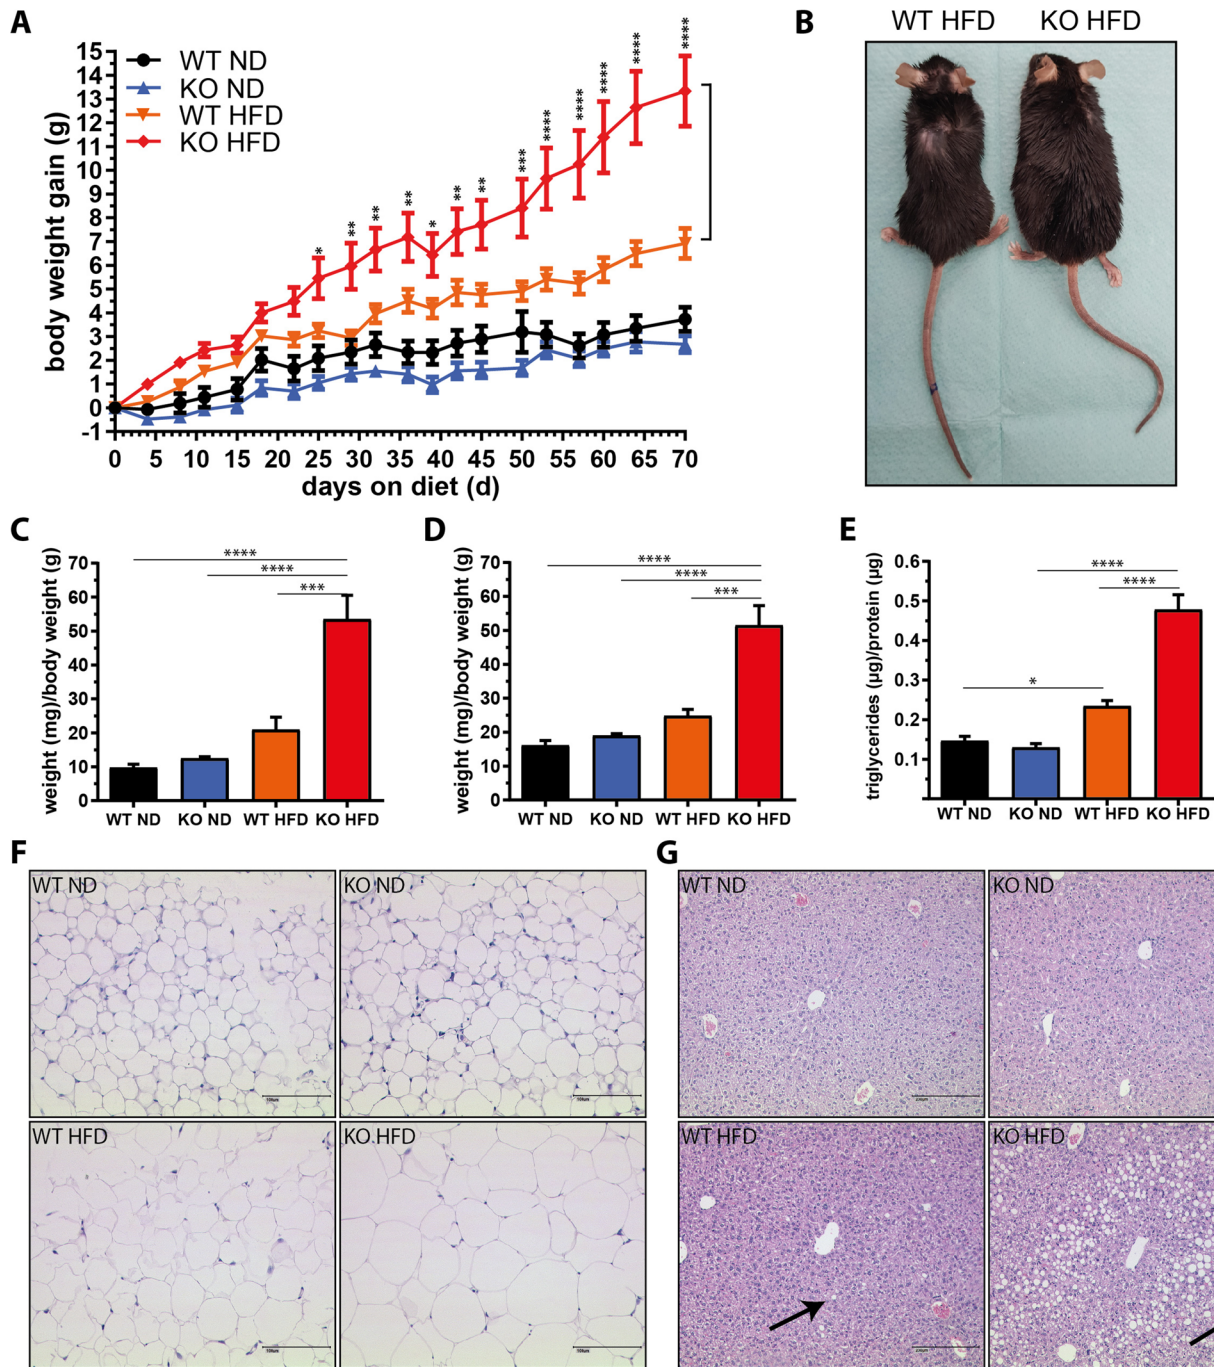 A
body weight gain (g)
15
14
13
12
11
10
9
8
7
6
5
4
3
2
1
0
-1
WT ND
KO ND
WT HFD
KO HFD
* ** ** ** * ** ** *** **** **** **** **** ****
0 5 10 15 20 25 30 35 40 45 50 55 60 65 70
days on diet (d)
B
WT HFD KO HFD
C
weight (mg)/body weight (g)
70
60
50
40
30
20
10
0
****
****
***
WT ND KO ND WT HFD KO HFD
D
weight (mg)/body weight (g)
70
60
50
40
30
20
10
0
****
****
***
WT ND KO ND WT HFD KO HFD
E
triglycerides (µg)/protein (µg)
0.6
0.5
0.4
0.3
0.2
0.1
****
****
*
WT ND KO ND WT HFD KO HFD
F
WT ND
KO ND
WT HFD
KO HFD
G
WT ND
KO ND
WT HFD
KO HFD